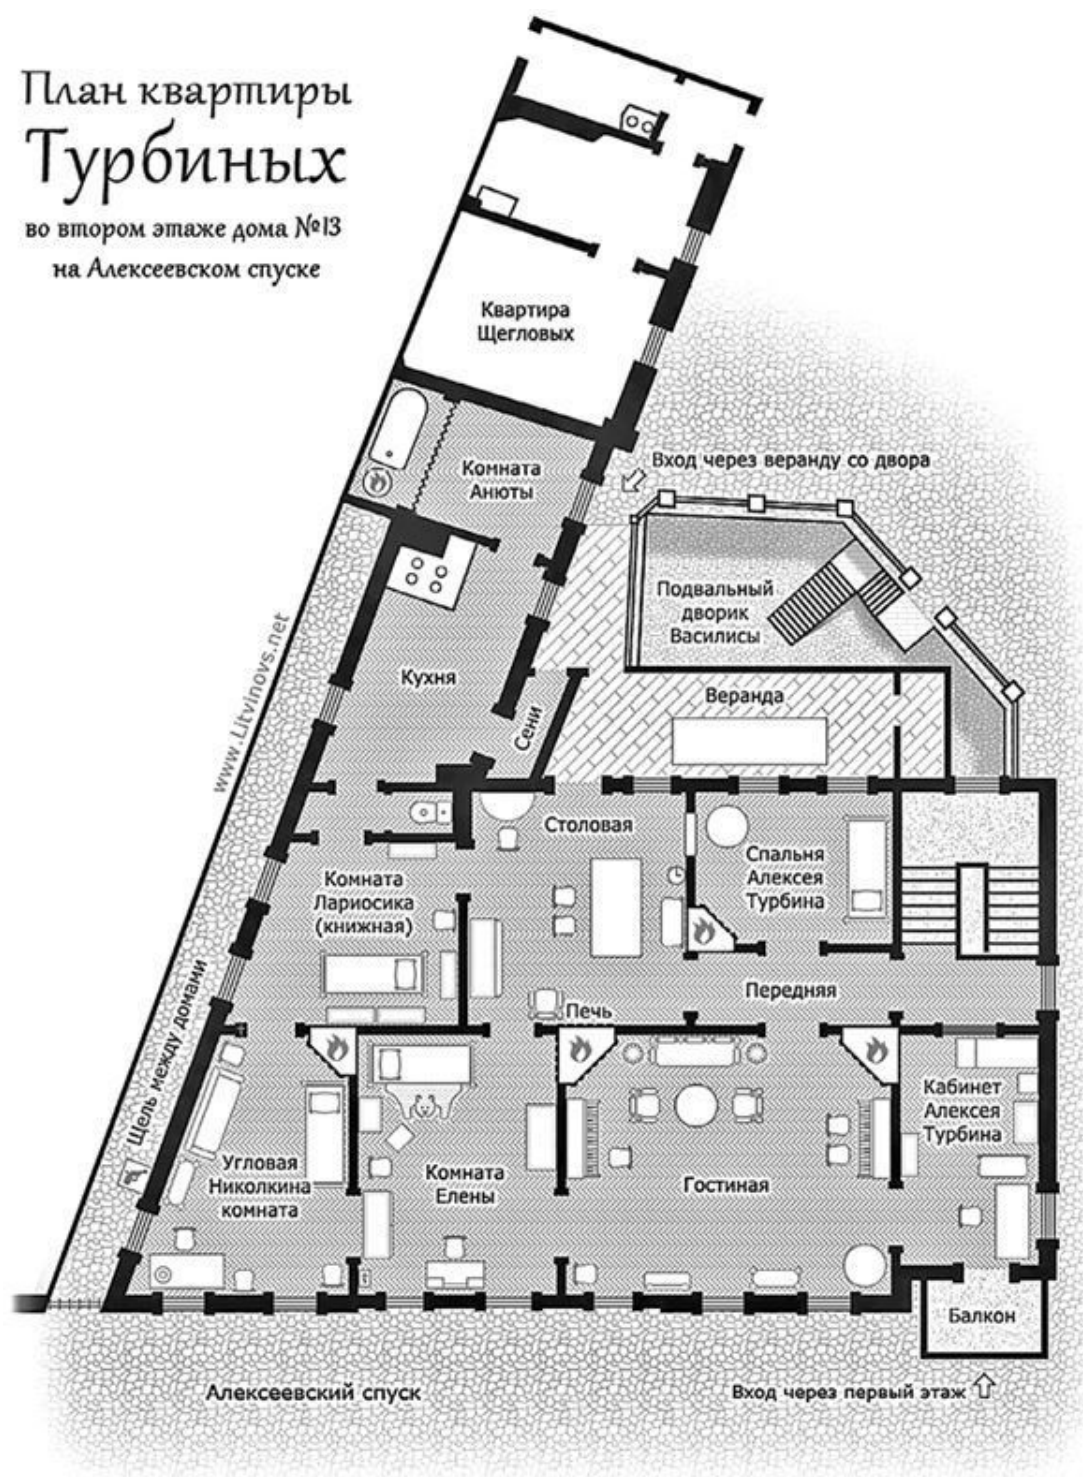 План квартиры
Турбиных
во втором этаже дома №13
на Алексеевском спуске
Квартира
Щегловых
Комната
Анюты
Вход через веранду со двора
Подвальный
дворик
Василисы
www.Litvinovs.net
Кухня
Сени
Веранда
Столовая
Спальня
Алексея
Турбина
Комната
Лариосика
(книжная)
Передняя
Печь
Щель между домами
Кабинет
Алексея
Турбина
Угловая
Николкина
комната
Комната
Елены
Гостиная
Балкон
Алексеевский спуск
Вход через первый этаж